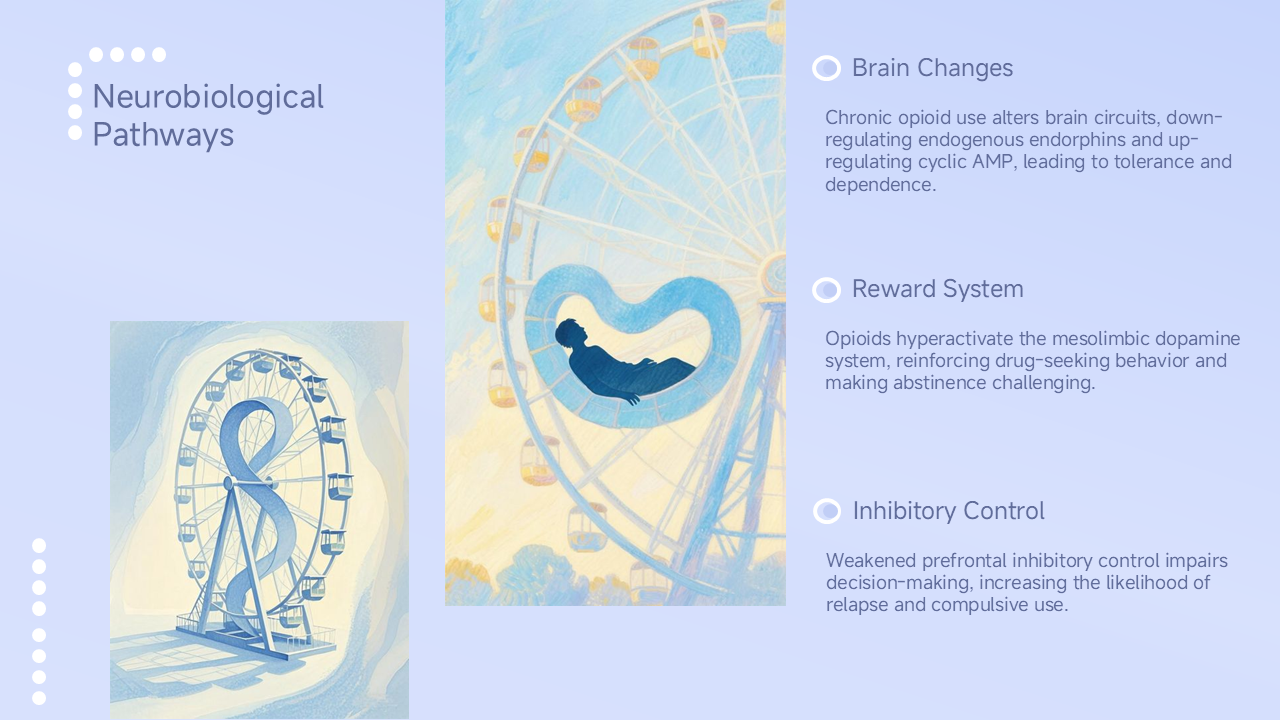 Neurobiological
Pathways
Brain Changes
Chronic opioid use alters brain circuits, down-
regulating endogenous endorphins and up-
regulating cyclic AMP, leading to tolerance and
dependence.
Reward System
Opioids hyperactivate the mesolimbic dopamine
system, reinforcing drug-seeking behavior and
making abstinence challenging.
Inhibitory Control
Weakened prefrontal inhibitory control impairs
decision-making, increasing the likelihood of
relapse and compulsive use.